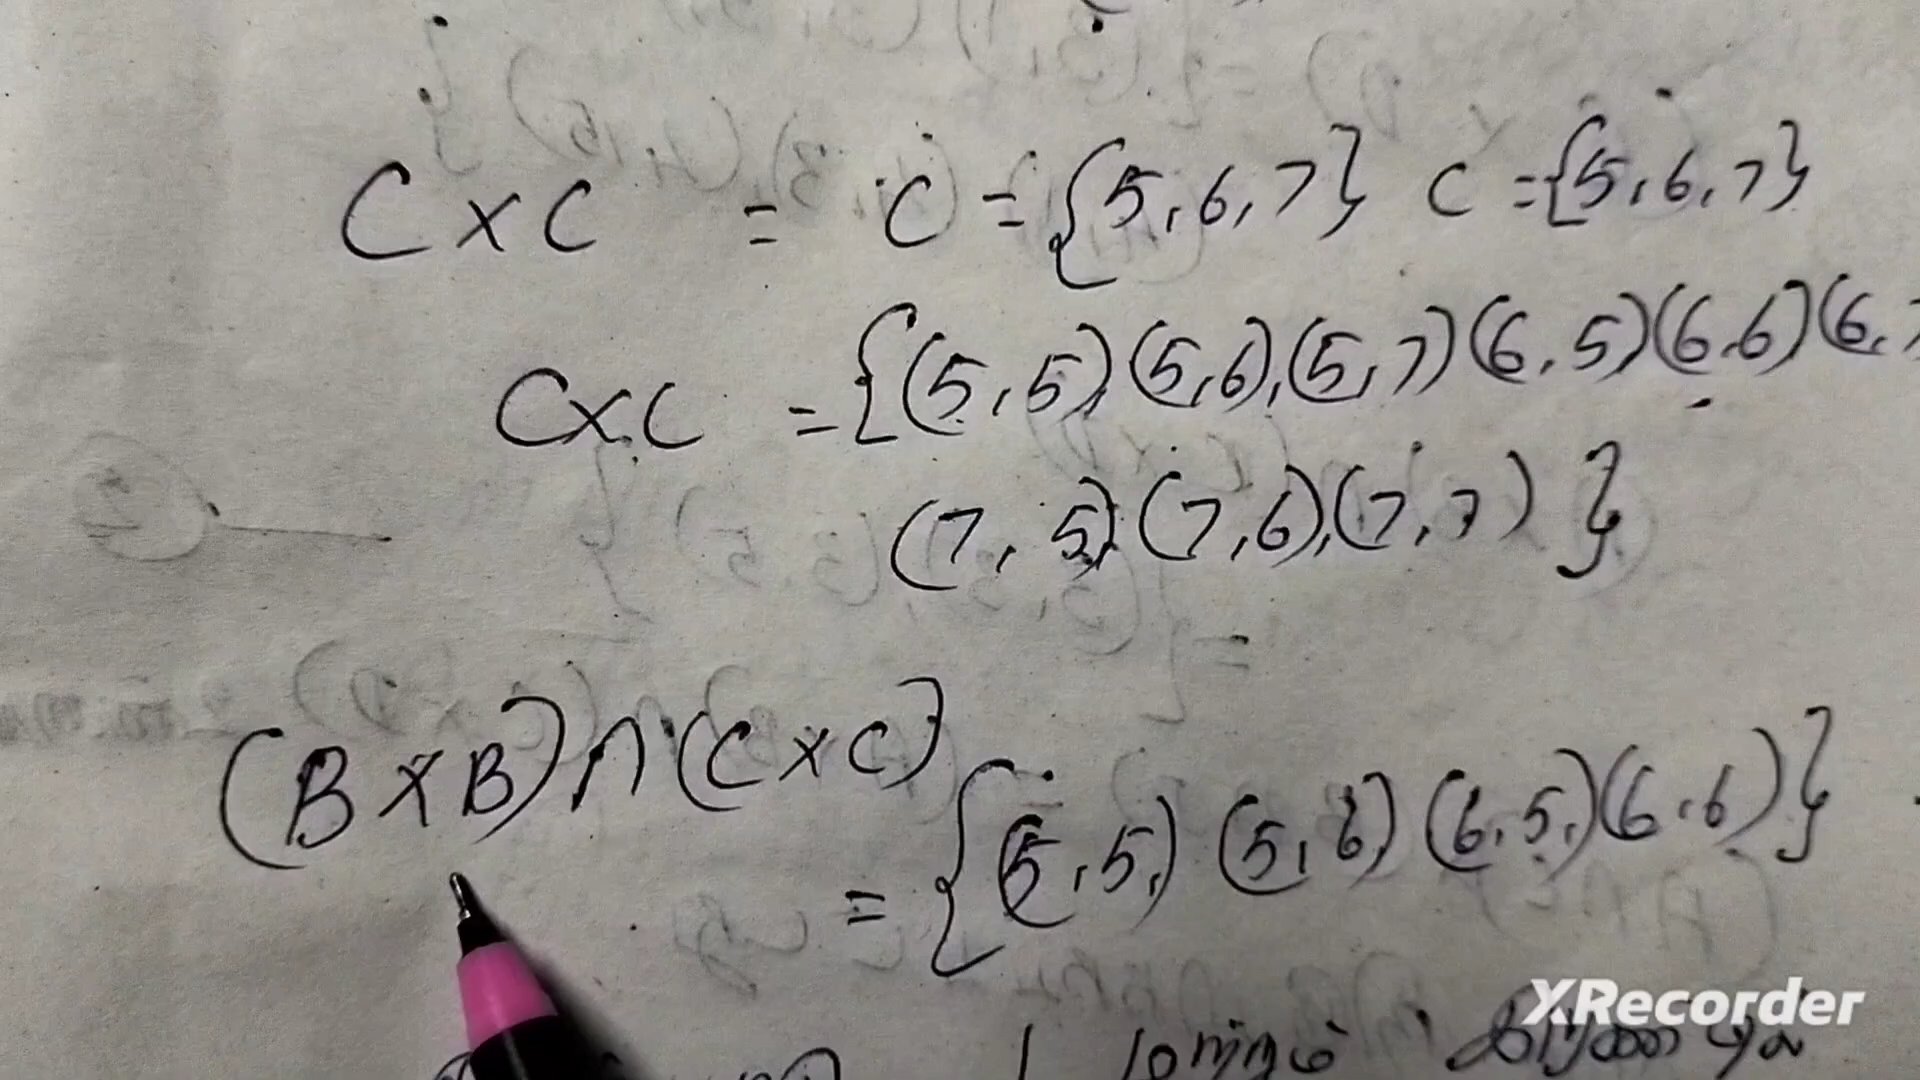 C × C = C = {5, 6, 7} C = {5, 6, 7}
C×C = {(5, 5), (5, 6), (5, 7) (6, 5) (6, 6) (6,
(7, 5), (7, 6), (7, 7) }
(B × B) ∩ (C × C)
= {(5, 5,) (5, 6) (6, 5,) (6, 6)}
XRecorder
மற்றும்